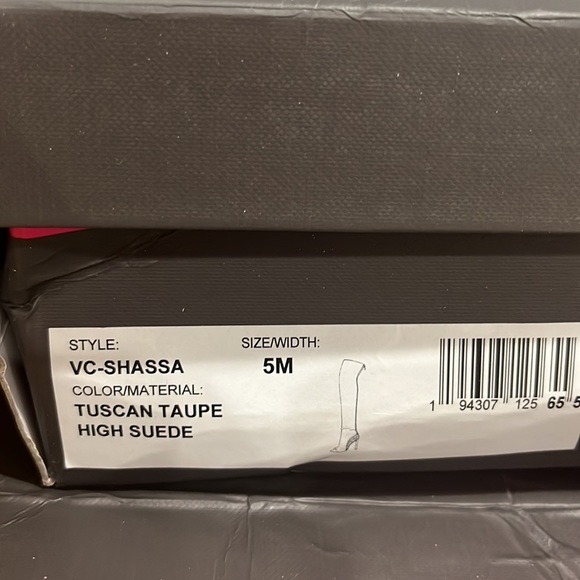 STYLE:
SIZE/WIDTH:
VC-SHASSA
5M
COLOR/MATERIAL:
TUSCAN TAUPE
HIGH SUEDE
1 94307 125 65 5